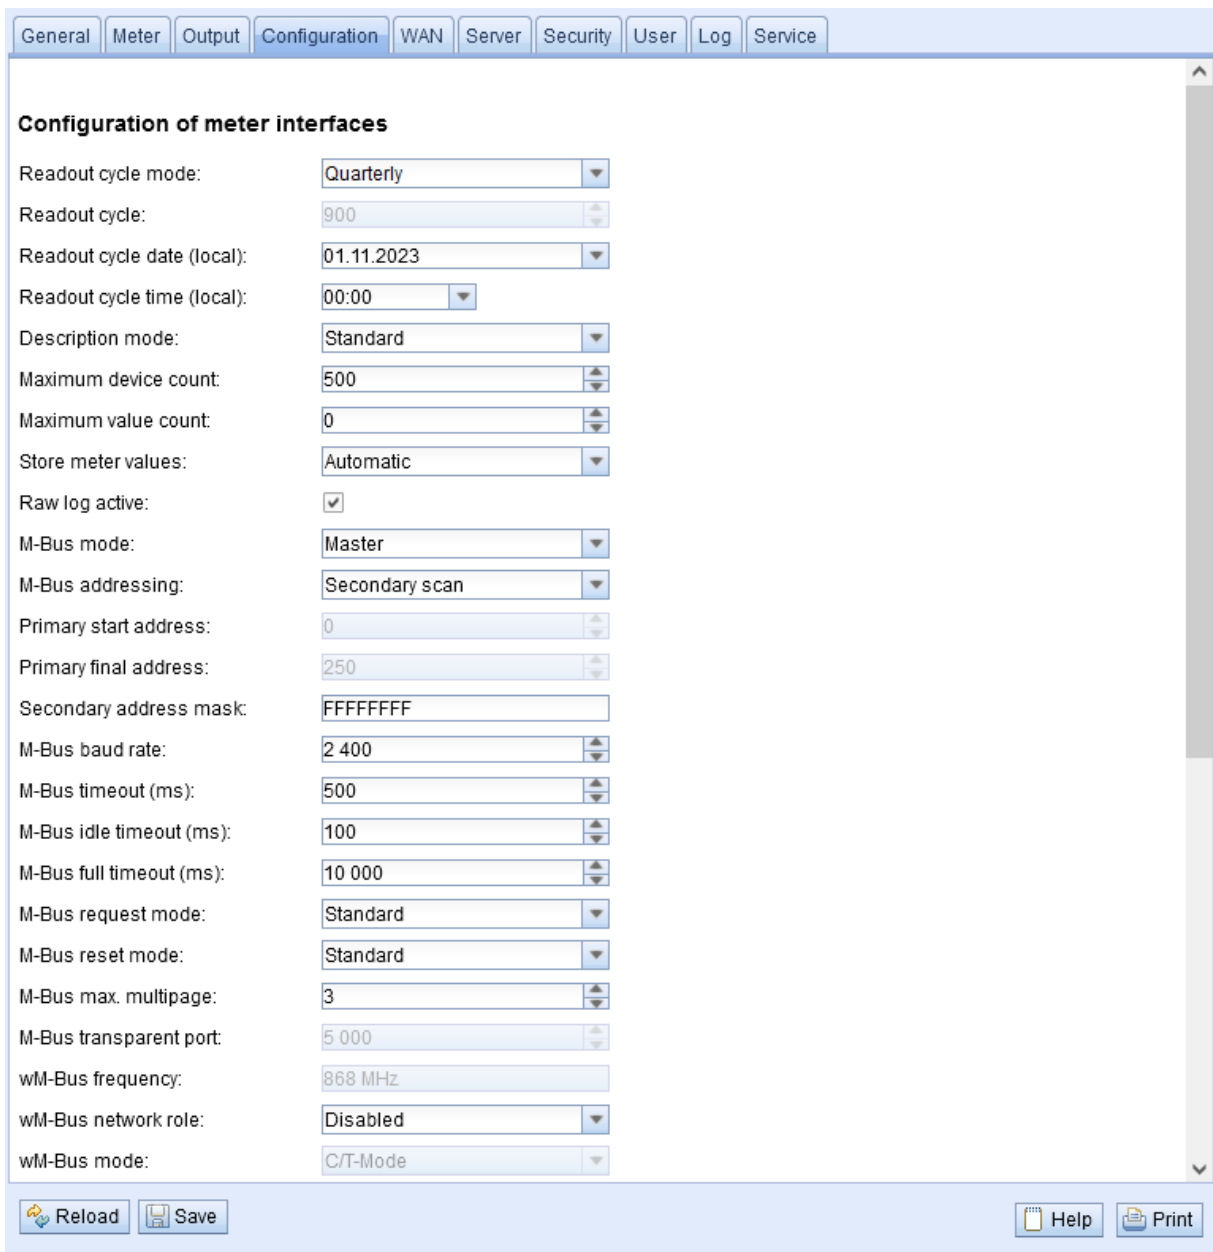 General Meter Output Configuration WAN Server Security User Log Service
Configuration of meter interfaces
Readout cycle mode: Quarterly
Readout cycle: 900
Readout cycle date (local): 01.11.2023
Readout cycle time (local): 00:00
Description mode: Standard
Maximum device count: 500
Maximum value count: 0
Store meter values: Automatic
Raw log active:
M-Bus mode: Master
M-Bus addressing: Secondary scan
Primary start address: 0
Primary final address: 250
Secondary address mask: FFFFFFFF
M-Bus baud rate: 2 400
M-Bus timeout (ms): 500
M-Bus idle timeout (ms): 100
M-Bus full timeout (ms): 10 000
M-Bus request mode: Standard
M-Bus reset mode: Standard
M-Bus max. multipage: 3
M-Bus transparent port: 5 000
wM-Bus frequency: 868 MHz
wM-Bus network role: Disabled
wM-Bus mode: C/T-Mode
Reload Save Help Print